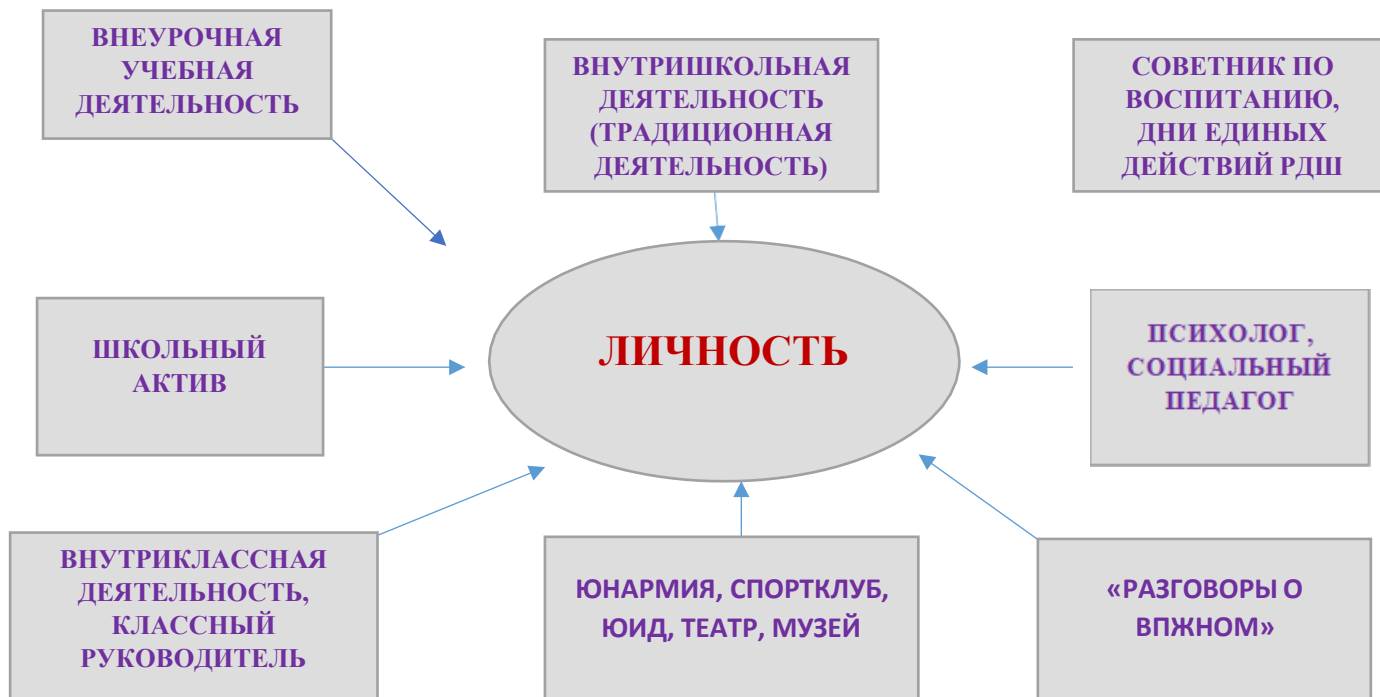 ВНЕУРОЧНАЯ
УЧЕБНАЯ
ДЕЯТЕЛЬНОСТЬ
ВНУТРИШКОЛЬНАЯ
ДЕЯТЕЛЬНОСТЬ
(ТРАДИЦИОННАЯ
ДЕЯТЕЛЬНОСТЬ)
СОВЕТНИК ПО
ВОСПИТАНИЮ,
ДНИ ЕДИНЫХ
ДЕЙСТВИЙ РДШ
ШКОЛЬНЫЙ
АКТИВ
ЛИЧНОСТЬ
ПСИХОЛОГ,
СОЦИАЛЬНЫЙ
ПЕДАГОГ
ВНУТРИКЛАССНАЯ
ДЕЯТЕЛЬНОСТЬ,
КЛАССНЫЙ
РУКОВОДИТЕЛЬ
ЮНАРМИЯ, СПОРТКЛУБ,
ЮИД, ТЕАТР, МУЗЕЙ
«РАЗГОВОРЫ О
ВПЖНОМ»